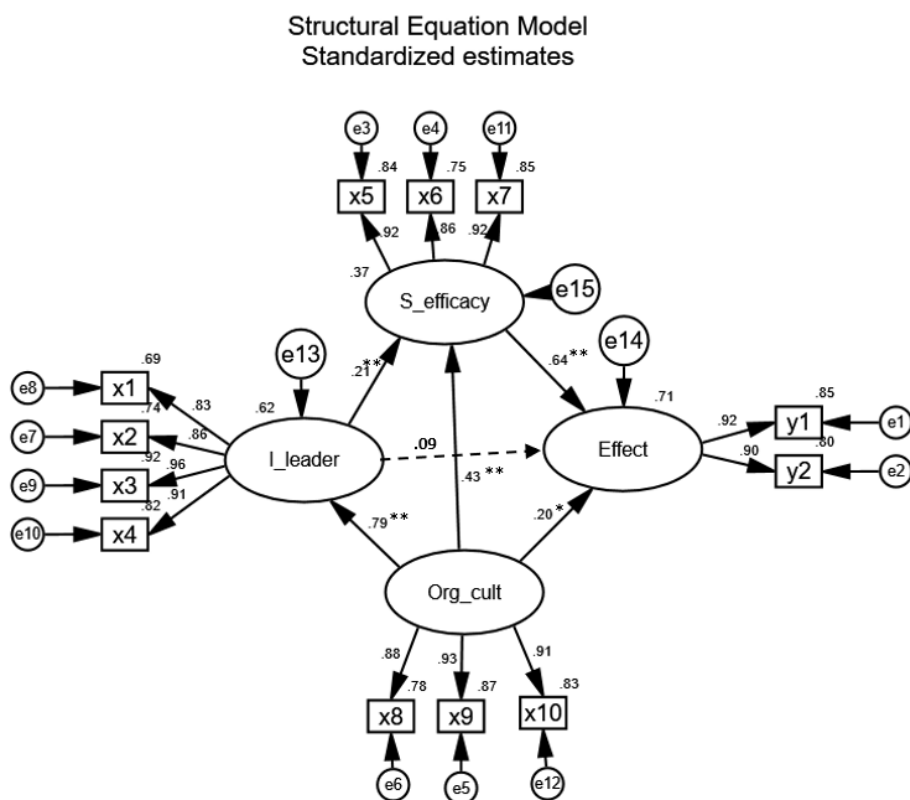 Structural Equation Model
Standardized estimates
e3 e4 e11
.84 .75 .85
x5 x6 x7
.92 .86 .92
.37
S_efficacy
e15
e13
.21**
e14
.64**
.69
e8 x1 .83
.62
.71
.74
e7 x2 .86
I_leader
.09
Effect
.92 y1 .85 e1
.92
e9 x3 .96
.43**
.90 y2 .80 e2
.91
.82
e10 x4
.79**
.20*
Org_cult
.88 .93 .91
.78 .87 .83
x8 x9 x10
e6 e5 e12